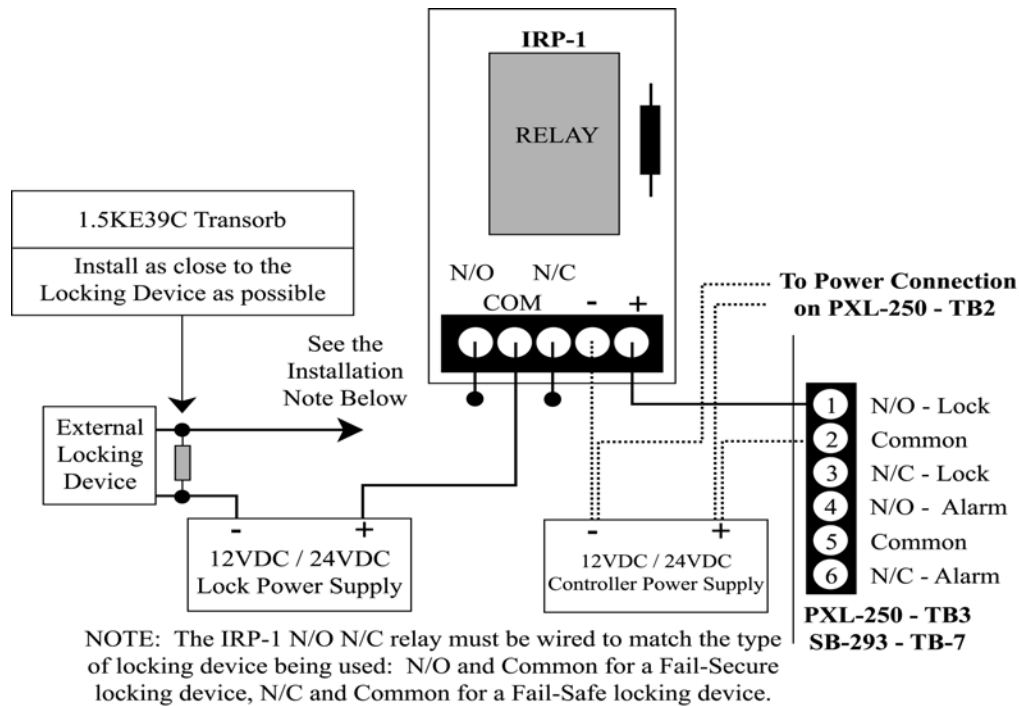 IRP-1
RELAY
N/O N/C
COM - +
1.5KE39C Transorb
Install as close to the
Locking Device as possible
See the
Installation
Note Below
External
Locking
Device
- +
12VDC / 24VDC
Lock Power Supply
- +
12VDC / 24VDC
Controller Power Supply
To Power Connection
on PXL-250 - TB2
1 N/O - Lock
2 Common
3 N/C - Lock
4 N/O - Alarm
5 Common
6 N/C - Alarm
PXL-250 - TB3
SB-293 - TB-7
NOTE: The IRP-1 N/O N/C relay must be wired to match the type
of locking device being used: N/O and Common for a Fail-Secure
locking device, N/C and Common for a Fail-Safe locking device.